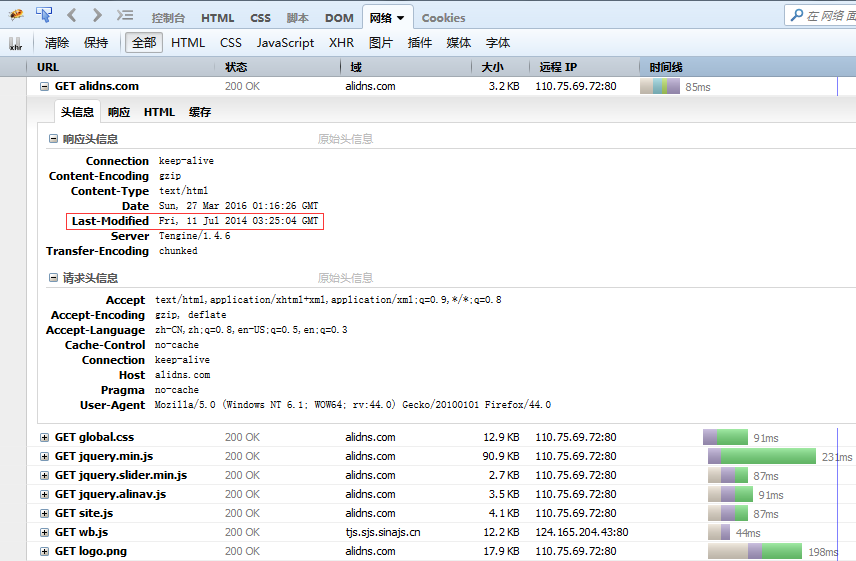 控制台 HTML CSS 脚本 DOM 网络 Cookies 在 网络 面
xhr 清除 保持 全部 HTML CSS JavaScript XHR 图片 插件 媒体 字体
URL 状态 域 大小 远程 IP 时间线
GET alidns.com 200 OK alidns.com 3.2 KB 110.75.69.72:80 85ms
头信息 响应 HTML 缓存
响应头信息 原始头信息
Connection keep-alive
Content-Encoding gzip
Content-Type text/html
Date Sun, 27 Mar 2016 01:16:26 GMT
Last-Modified Fri, 11 Jul 2014 03:25:04 GMT
Server Tengine/1.4.6
Transfer-Encoding chunked
请求头信息 原始头信息
Accept text/html,application/xhtml+xml,application/xml;q=0.9,*/*;q=0.8
Accept-Encoding gzip, deflate
Accept-Language zh-CN,zh;q=0.8,en-US;q=0.5,en;q=0.3
Cache-Control no-cache
Connection keep-alive
Host alidns.com
Pragma no-cache
User-Agent Mozilla/5.0 (Windows NT 6.1; WOW64; rv:44.0) Gecko/20100101 Firefox/44.0
GET global.css 200 OK alidns.com 12.9 KB 110.75.69.72:80 91ms
GET jquery.min.js 200 OK alidns.com 90.9 KB 110.75.69.72:80 231ms
GET jquery.slider.min.js 200 OK alidns.com 2.7 KB 110.75.69.72:80 87ms
GET jquery.alinav.js 200 OK alidns.com 3.5 KB 110.75.69.72:80 91ms
GET site.js 200 OK alidns.com 4.1 KB 110.75.69.72:80 87ms
GET wb.js 200 OK tjs.sjs.sinajs.cn 12.2 KB 124.165.204.43:80 44ms
GET logo.png 200 OK alidns.com 17.9 KB 110.75.69.72:80 198ms